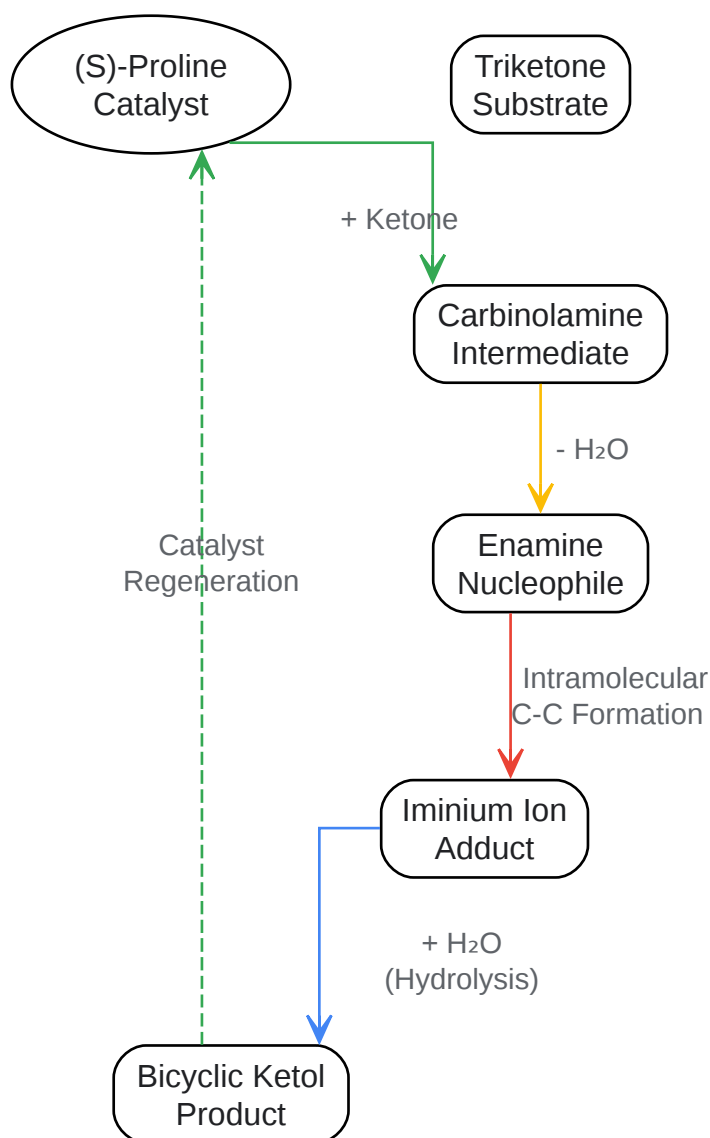 (S)-Proline
Catalyst
Triketone
Substrate
+ Ketone
Carbinolamine
Intermediate
- H₂O
Enamine
Nucleophile
Catalyst
Regeneration
Intramolecular
C-C Formation
Iminium Ion
Adduct
+ H₂O
(Hydrolysis)
Bicyclic Ketol
Product